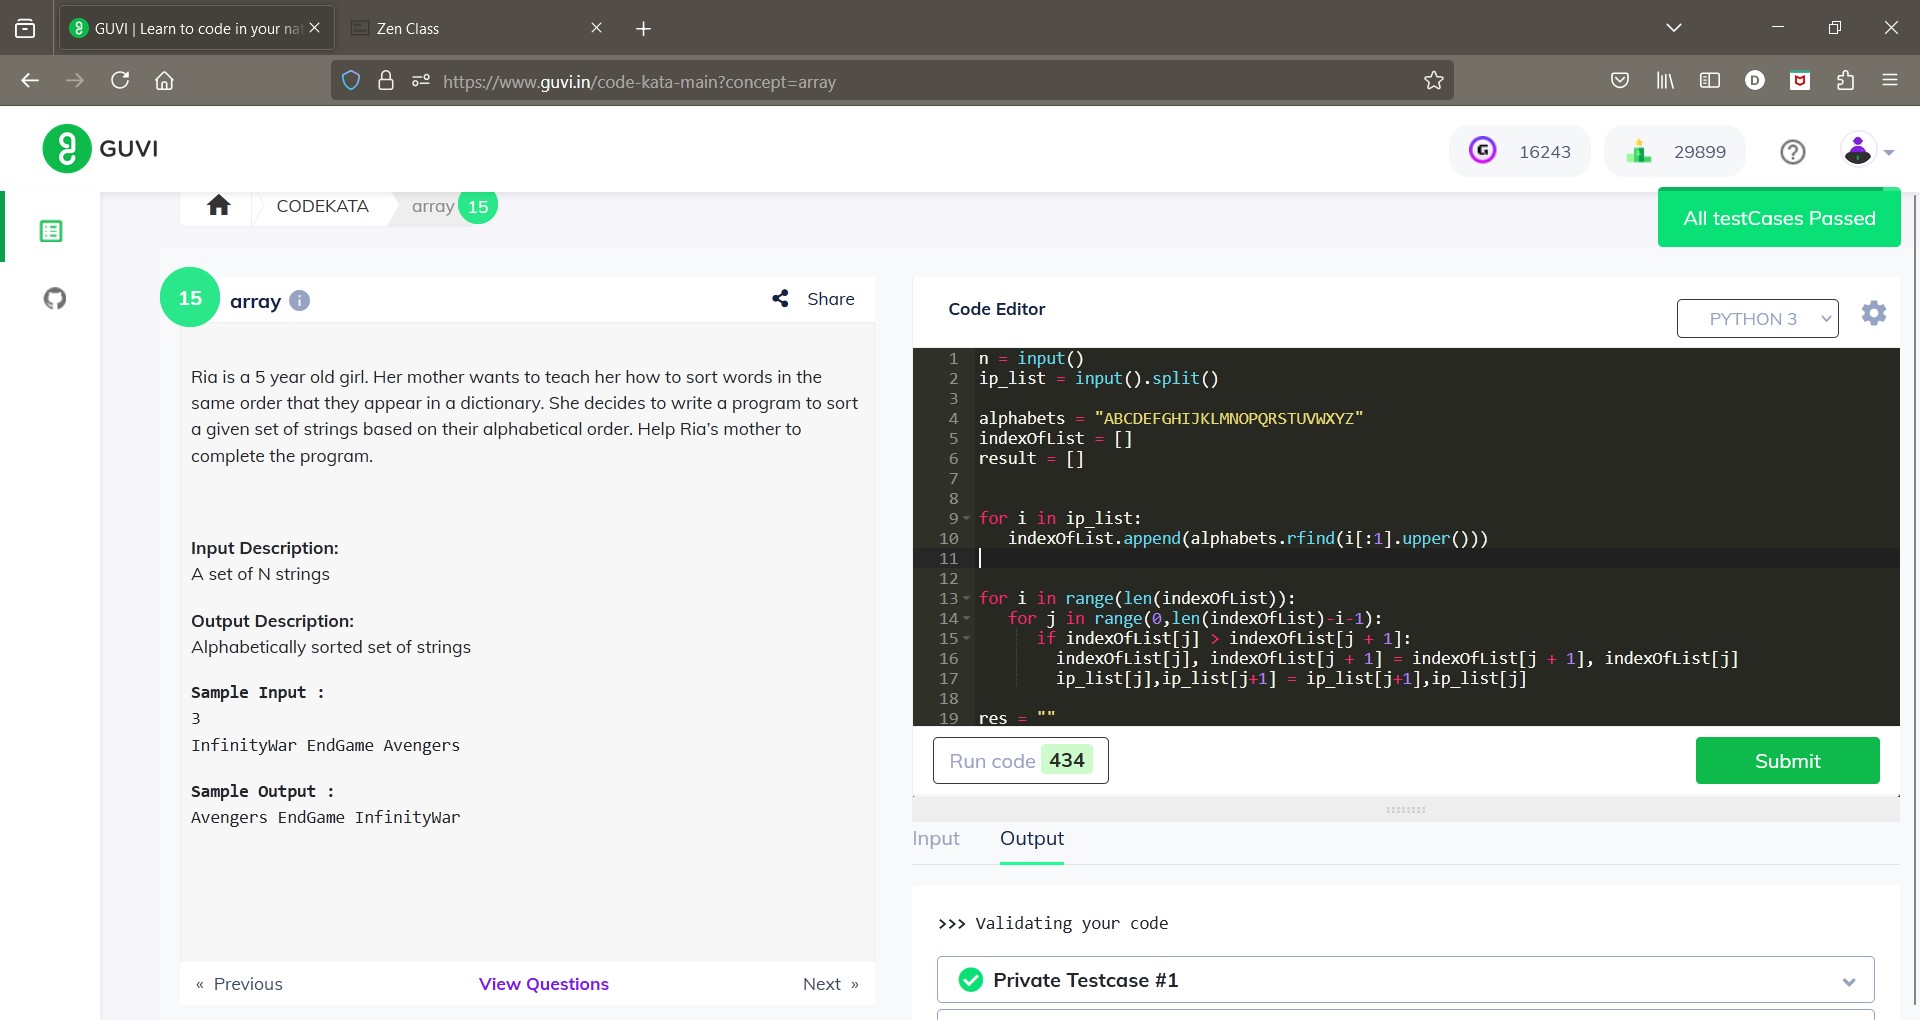 GUVI | Learn to code in your nat
Zen Class
https://www.guvi.in/code-kata-main?concept=array
D
GUVI
G 16243
29899
CODEKATA
array 15
All testCases Passed
15 array
Share
Ria is a 5 year old girl. Her mother wants to teach her how to sort words in the
same order that they appear in a dictionary. She decides to write a program to sort
a given set of strings based on their alphabetical order. Help Ria’s mother to
complete the program.
Input Description:
A set of N strings
Output Description:
Alphabetically sorted set of strings
Sample Input :
3
InfinityWar EndGame Avengers
Sample Output :
Avengers EndGame InfinityWar
« Previous
View Questions
Next »
Code Editor
PYTHON 3
1 n = input()
2 ip_list = input().split()
3
4 alphabets = "ABCDEFGHIJKLMNOPQRSTUVWXYZ"
5 indexOfList = []
6 result = []
7
8
9 for i in ip_list:
10 indexOfList.append(alphabets.rfind(i[:1].upper()))
11
12
13 for i in range(len(indexOfList)):
14 for j in range(0,len(indexOfList)-i-1):
15 if indexOfList[j] > indexOfList[j + 1]:
16 indexOfList[j], indexOfList[j + 1] = indexOfList[j + 1], indexOfList[j]
17 ip_list[j],ip_list[j+1] = ip_list[j+1],ip_list[j]
18
19 res = ""
Run code 434
Submit
Input
Output
>>> Validating your code
Private Testcase #1